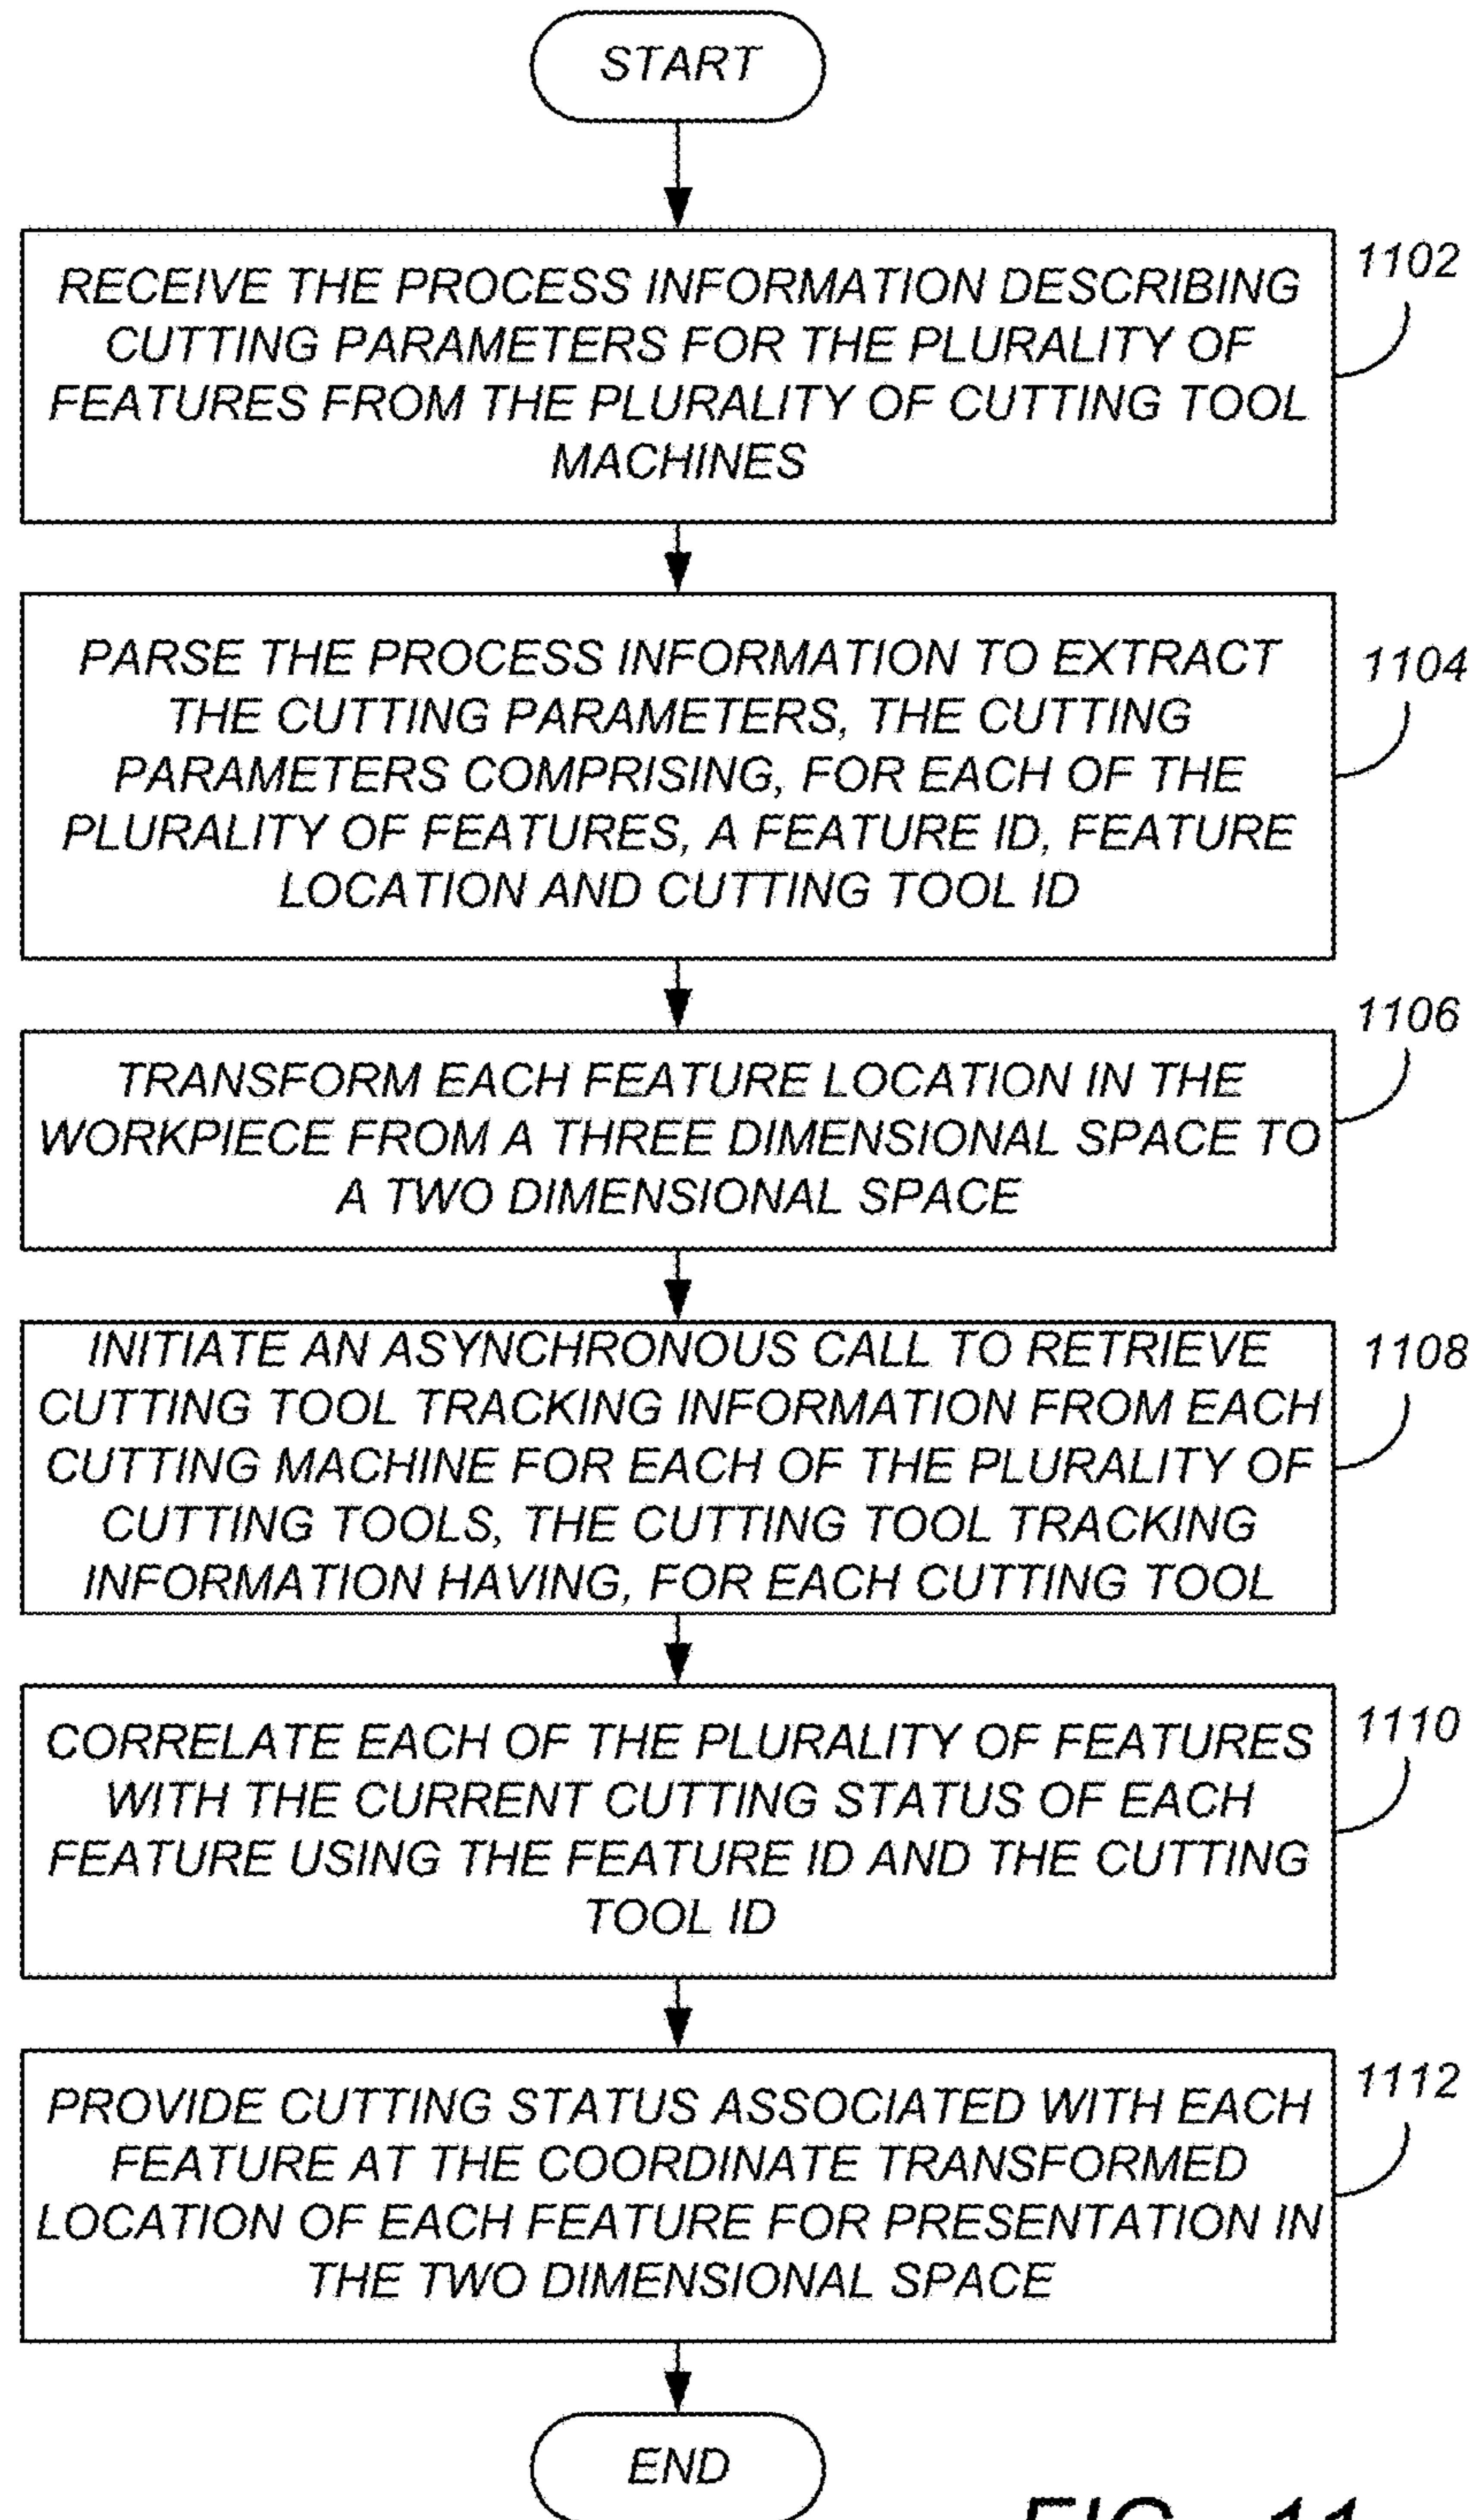 START
RECEIVE THE PROCESS INFORMATION DESCRIBING
CUTTING PARAMETERS FOR THE PLURALITY OF
FEATURES FROM THE PLURALITY OF CUTTING TOOL
MACHINES
1102
PARSE THE PROCESS INFORMATION TO EXTRACT
THE CUTTING PARAMETERS, THE CUTTING
PARAMETERS COMPRISING, FOR EACH OF THE
PLURALITY OF FEATURES, A FEATURE ID, FEATURE
LOCATION AND CUTTING TOOL ID
1104
TRANSFORM EACH FEATURE LOCATION IN THE
WORKPIECE FROM A THREE DIMENSIONAL SPACE TO
A TWO DIMENSIONAL SPACE
1106
INITIATE AN ASYNCHRONOUS CALL TO RETRIEVE
CUTTING TOOL TRACKING INFORMATION FROM EACH
CUTTING MACHINE FOR EACH OF THE PLURALITY OF
CUTTING TOOLS, THE CUTTING TOOL TRACKING
INFORMATION HAVING, FOR EACH CUTTING TOOL
1108
CORRELATE EACH OF THE PLURALITY OF FEATURES
WITH THE CURRENT CUTTING STATUS OF EACH
FEATURE USING THE FEATURE ID AND THE CUTTING
TOOL ID
1110
PROVIDE CUTTING STATUS ASSOCIATED WITH EACH
FEATURE AT THE COORDINATE TRANSFORMED
LOCATION OF EACH FEATURE FOR PRESENTATION IN
THE TWO DIMENSIONAL SPACE
1112
END
FIG. 11